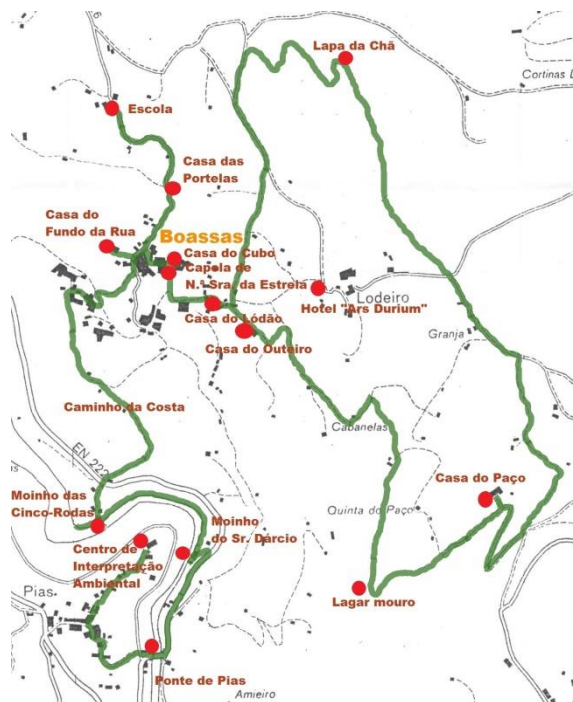 Lapa da Chã
Cortinas
Escola
Casa das
Portelas
Casa do
Fundo da Rua
Boassas
Casa do Cubo
Capela de
N.ª Sra. da Estrela
Lodeiro
Hotel "Ars Durium"
Casa do Lódão
Casa do Outeiro
Granja
Caminho da Costa
Cabanelas
EN 222
Casa do Paço
Quinta do Paço
Moinho das
Cinco-Rodas
Moinho
do Sr. Dárcio
Centro de
Interpretação
Ambiental
Pias
Lagar mouro
Ponte de Pias
Amieiro